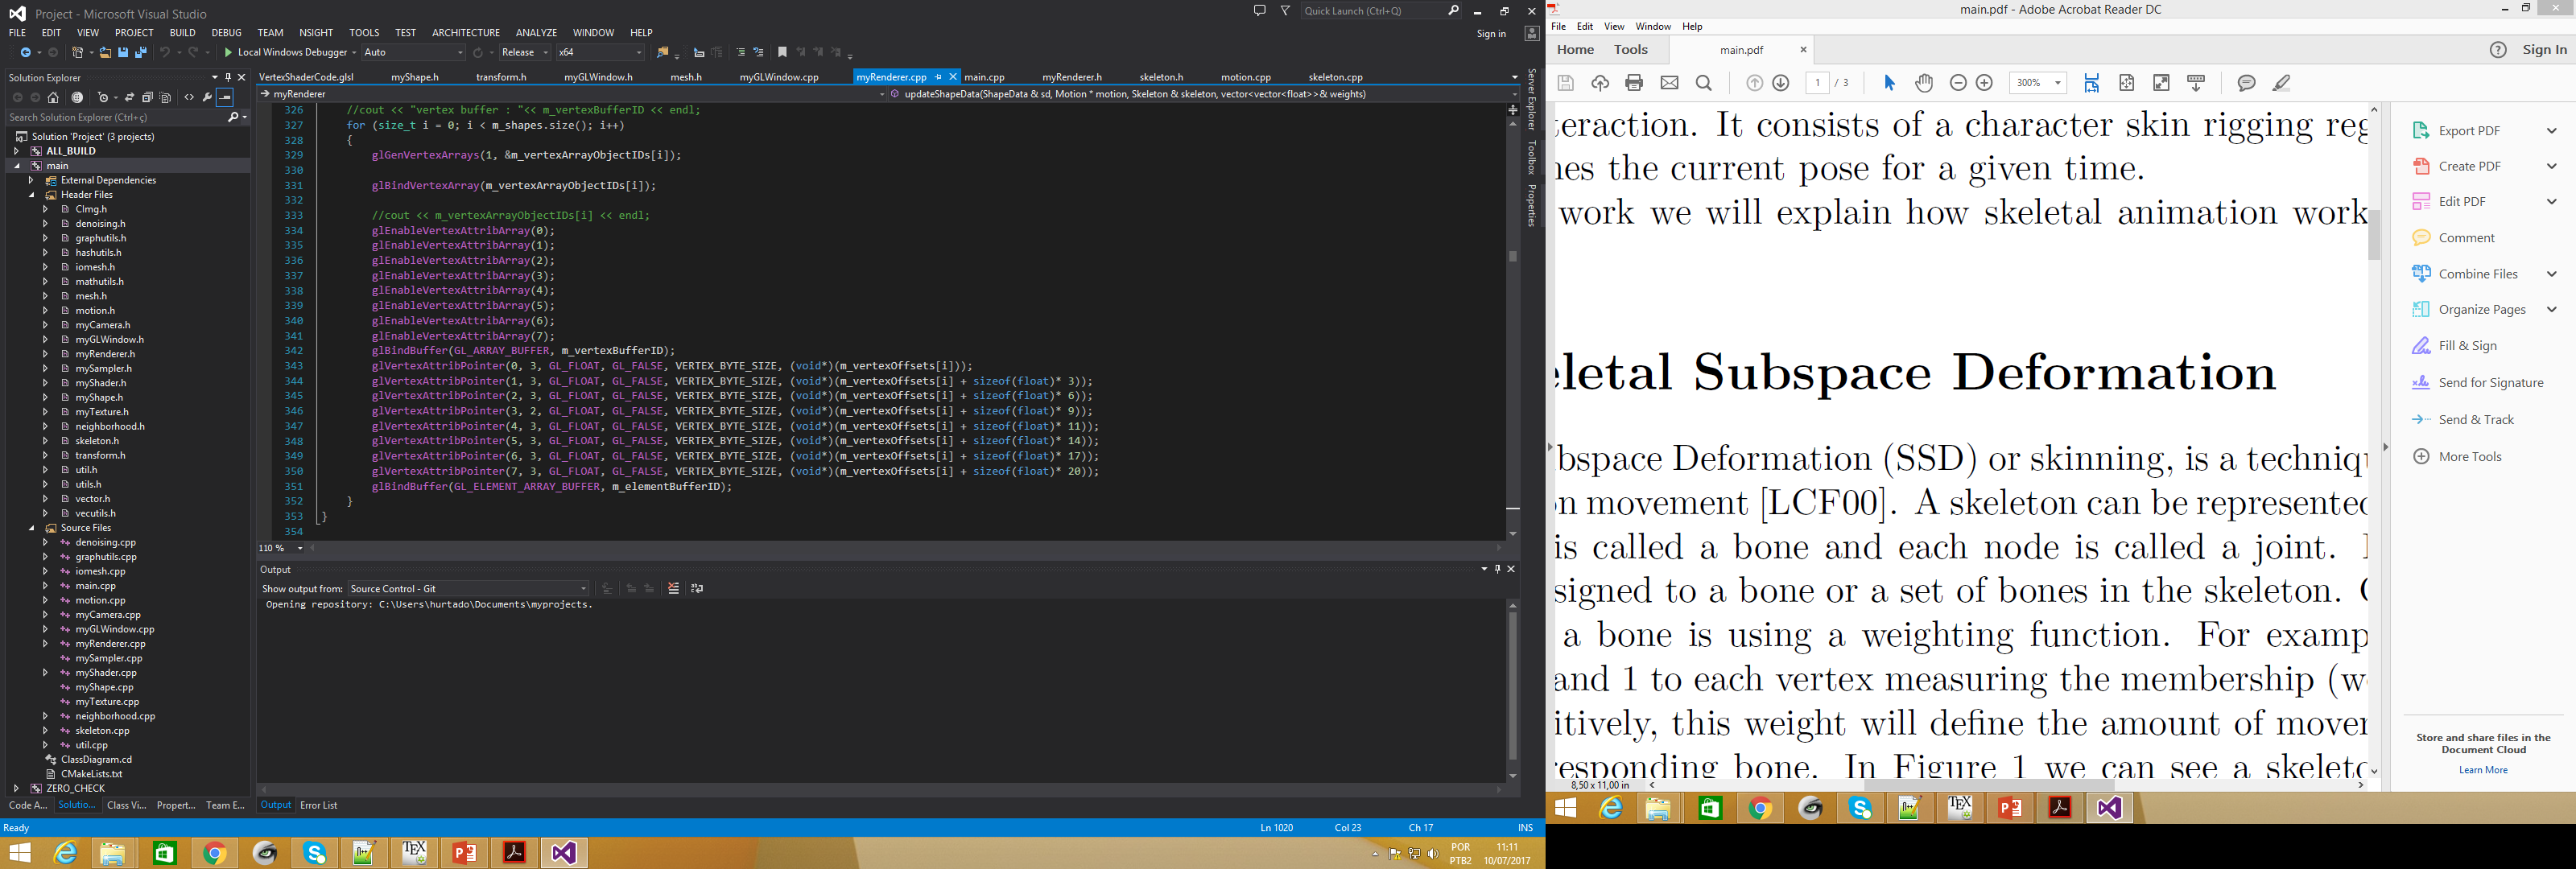 Project - Microsoft Visual Studio
Quick Launch (Ctrl+Q)
FILE EDIT VIEW PROJECT BUILD DEBUG TEAM NSIGHT TOOLS TEST ARCHITECTURE ANALYZE WINDOW HELP
Sign in
Local Windows Debugger Auto Release x64
Solution Explorer
Search Solution Explorer (Ctrl+ç)
Solution 'Project' (3 projects)
ALL_BUILD
main
External Dependencies
Header Files
CImg.h
denoising.h
graphutils.h
hashutils.h
iomesh.h
mathutils.h
mesh.h
motion.h
myCamera.h
myGLWindow.h
myRenderer.h
mySampler.h
myShader.h
myShape.h
myTexture.h
neighborhood.h
skeleton.h
transform.h
util.h
utils.h
vector.h
vecutils.h
Source Files
denoising.cpp
graphutils.cpp
iomesh.cpp
main.cpp
motion.cpp
myCamera.cpp
myGLWindow.cpp
myRenderer.cpp
mySampler.cpp
myShader.cpp
myShape.cpp
myTexture.cpp
neighborhood.cpp
skeleton.cpp
util.cpp
ClassDiagram.cd
CMakeLists.txt
ZERO_CHECK
Code A... Solutio... Class Vi... Propert... Team E...
VertexShaderCode.glsl myShape.h transform.h myGLWindow.h mesh.h myGLWindow.cpp myRenderer.cpp main.cpp myRenderer.h skeleton.h motion.cpp skeleton.cpp
myRenderer
updateShapeData(ShapeData & sd, Motion * motion, Skeleton & skeleton, vector<vector<float>>& weights)
326 //cout << "vertex buffer : "<< m_vertexBufferID << endl;
327 for (size_t i = 0; i < m_shapes.size(); i++)
328 {
329 glGenVertexArrays(1, &m_vertexArrayObjectIDs[i]);
330
331 glBindVertexArray(m_vertexArrayObjectIDs[i]);
332
333 //cout << m_vertexArrayObjectIDs[i] << endl;
334 glEnableVertexAttribArray(0);
335 glEnableVertexAttribArray(1);
336 glEnableVertexAttribArray(2);
337 glEnableVertexAttribArray(3);
338 glEnableVertexAttribArray(4);
339 glEnableVertexAttribArray(5);
340 glEnableVertexAttribArray(6);
341 glEnableVertexAttribArray(7);
342 glBindBuffer(GL_ARRAY_BUFFER, m_vertexBufferID);
343 glVertexAttribPointer(0, 3, GL_FLOAT, GL_FALSE, VERTEX_BYTE_SIZE, (void*)(m_vertexOffsets[i]));
344 glVertexAttribPointer(1, 3, GL_FLOAT, GL_FALSE, VERTEX_BYTE_SIZE, (void*)(m_vertexOffsets[i] + sizeof(float)* 3));
345 glVertexAttribPointer(2, 3, GL_FLOAT, GL_FALSE, VERTEX_BYTE_SIZE, (void*)(m_vertexOffsets[i] + sizeof(float)* 6));
346 glVertexAttribPointer(3, 2, GL_FLOAT, GL_FALSE, VERTEX_BYTE_SIZE, (void*)(m_vertexOffsets[i] + sizeof(float)* 9));
347 glVertexAttribPointer(4, 3, GL_FLOAT, GL_FALSE, VERTEX_BYTE_SIZE, (void*)(m_vertexOffsets[i] + sizeof(float)* 11));
348 glVertexAttribPointer(5, 3, GL_FLOAT, GL_FALSE, VERTEX_BYTE_SIZE, (void*)(m_vertexOffsets[i] + sizeof(float)* 14));
349 glVertexAttribPointer(6, 3, GL_FLOAT, GL_FALSE, VERTEX_BYTE_SIZE, (void*)(m_vertexOffsets[i] + sizeof(float)* 17));
350 glVertexAttribPointer(7, 3, GL_FLOAT, GL_FALSE, VERTEX_BYTE_SIZE, (void*)(m_vertexOffsets[i] + sizeof(float)* 20));
351 glBindBuffer(GL_ELEMENT_ARRAY_BUFFER, m_elementBufferID);
352 }
353 }
354
110 %
Output
Show output from: Source Control - Git
Opening repository: C:\Users\hurtado\Documents\myprojects.
Output Error List
Server Explorer
Toolbox
Properties
Ready
Ln 1020 Col 23 Ch 17 INS
POR
PTB2
11:11
10/07/2017
main.pdf - Adobe Acrobat Reader DC
File Edit View Window Help
Home Tools main.pdf
Sign In
1 / 3
300%
teraction. It consists of a character skin rigging reg
nes the current pose for a given time.
work we will explain how skeletal animation work
eletal Subspace Deformation
bspace Deformation (SSD) or skinning, is a techniqu
on movement [LCF00]. A skeleton can be represented
is called a bone and each node is called a joint. I
signed to a bone or a set of bones in the skeleton. C
a bone is using a weighting function. For examp
and 1 to each vertex measuring the membership (we
itively, this weight will define the amount of mover
responding bone. In Figure 1 we can see a skeleto
8,50 x 11,00 in
Export PDF
Create PDF
Edit PDF
Comment
Combine Files
Organize Pages
Fill & Sign
Send for Signature
Send & Track
More Tools
Store and share files in the
Document Cloud
Learn More